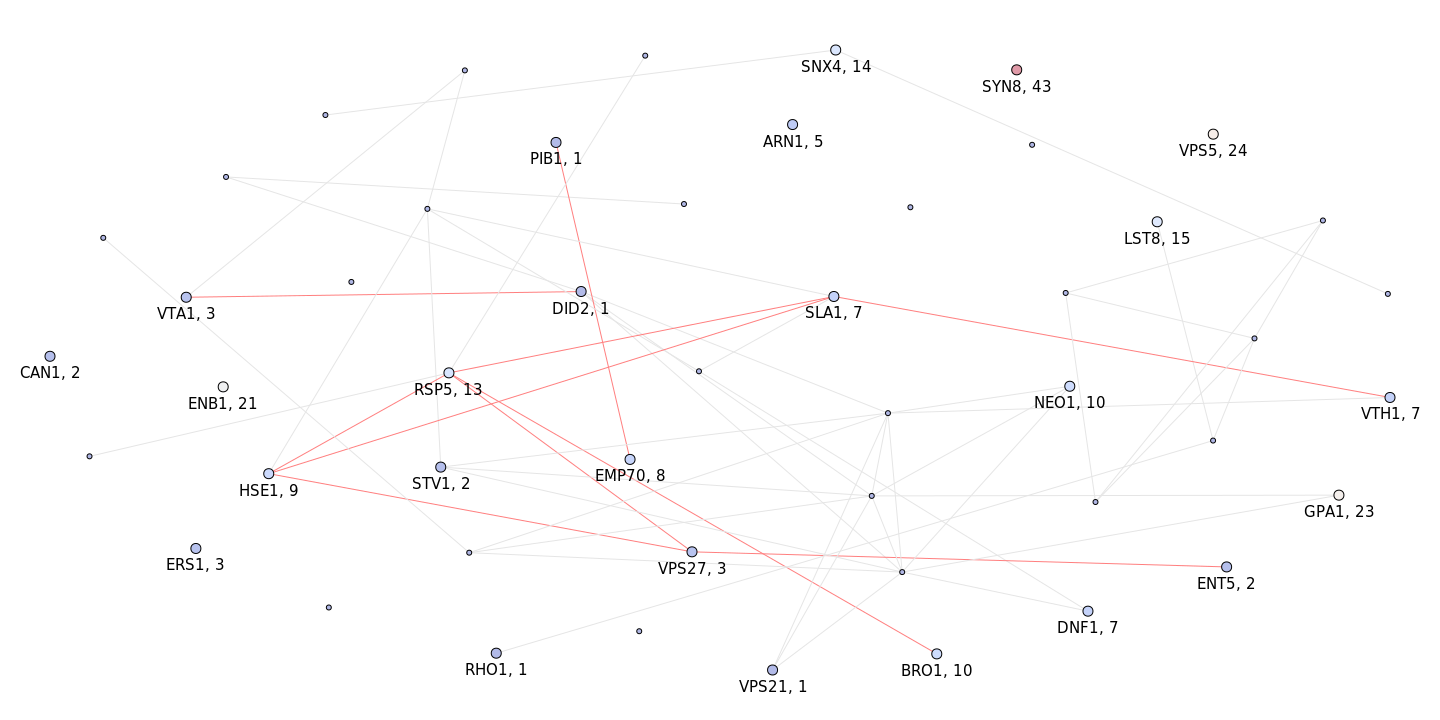 SNX4, 14
SYN8, 43
ARN1, 5
VPS5, 24
PIB1, 1
LST8, 15
VTA1, 3
DID2, 1
SLA1, 7
CAN1, 2
RSP5, 13
ENB1, 21
NEO1, 10
VTH1, 7
HSE1, 9
STV1, 2
EMP70, 8
GPA1, 23
ERS1, 3
VPS27, 3
ENT5, 2
DNF1, 7
RHO1, 1
VPS21, 1
BRO1, 10